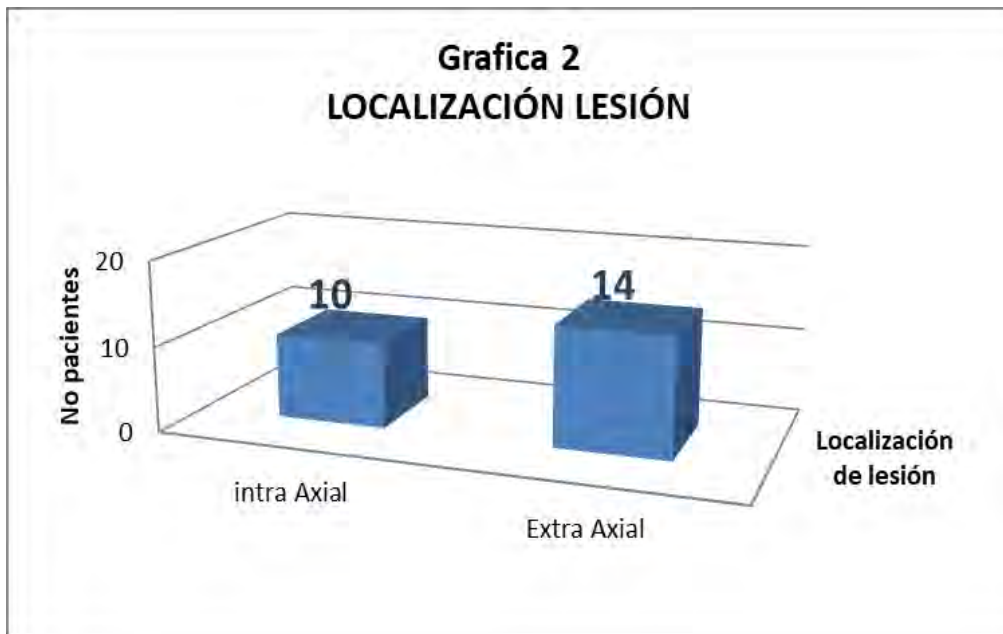 Grafica 2
LOCALIZACIÓN LESIÓN
No pacientes
20
10
0
10
14
intra Axial
Extra Axial
Localización
de lesión